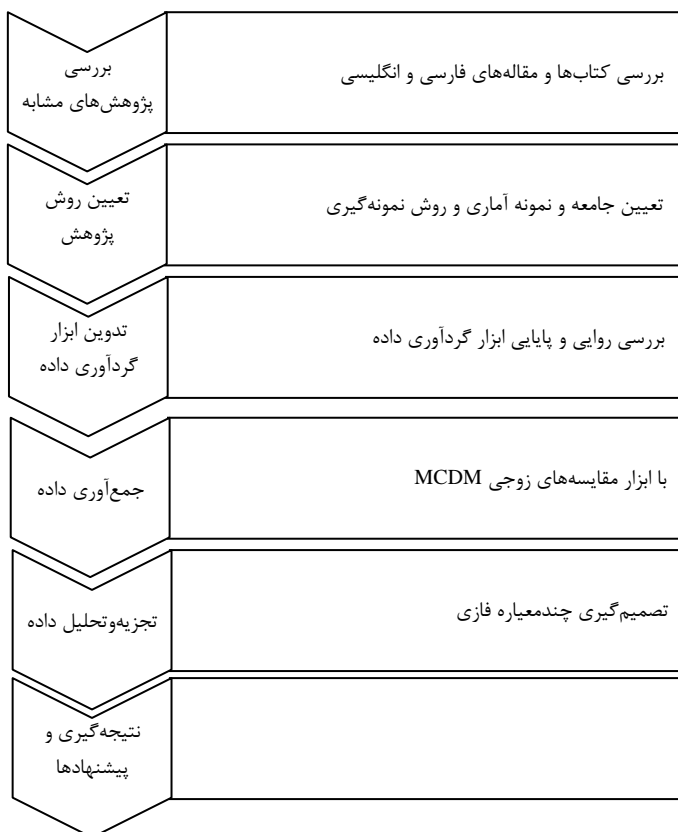 بررسی
پژوهش‌های مشابه
بررسی کتاب‌ها و مقاله‌های فارسی و انگلیسی
تعیین روش
پژوهش
تعیین جامعه و نمونه آماری و روش نمونه‌گیری
تدوین ابزار
گردآوری داده
بررسی روایی و پایایی ابزار گردآوری داده
جمع‌آوری داده
با ابزار مقایسه‌های زوجی MCDM
تجزیه‌وتحلیل داده
تصمیم‌گیری چندمعیاره فازی
نتیجه‌گیری و
پیشنهادها